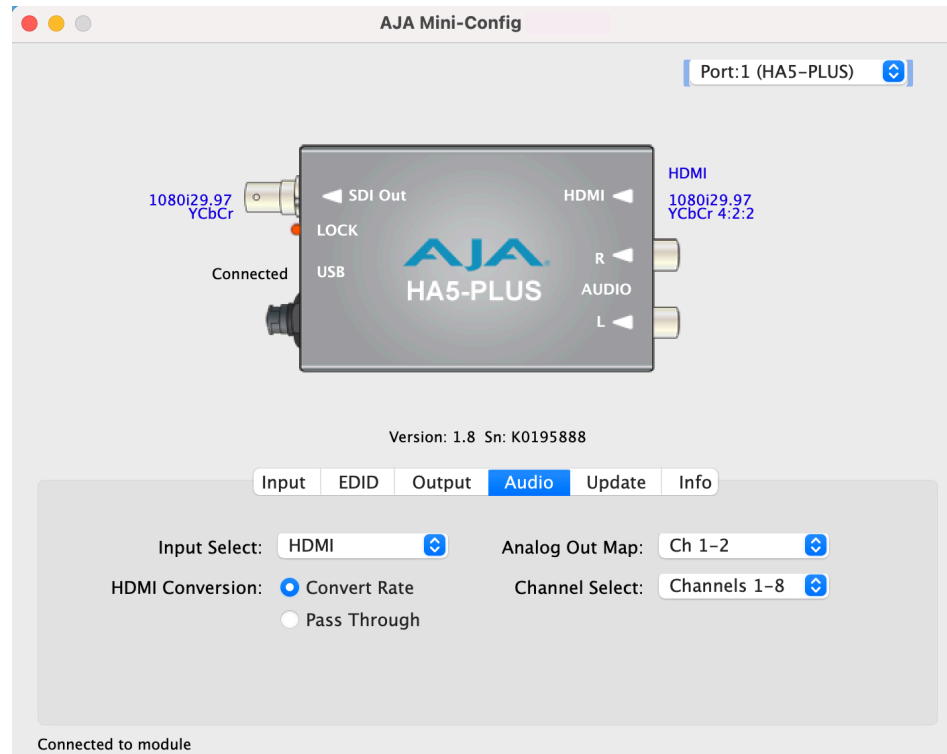 AJA Mini-Config
Port:1 (HA5-PLUS)
HDMI
1080i29.97
YCbCr
SDI Out
HDMI
1080i29.97
YCbCr 4:2:2
LOCK
Connected
USB
AJA
R
HA5-PLUS
AUDIO
L
Version: 1.8 Sn: K0195888
Input EDID Output Audio Update Info
Input Select: HDMI
Analog Out Map: Ch 1-2
HDMI Conversion: Convert Rate
Channel Select: Channels 1-8
Pass Through
Connected to module